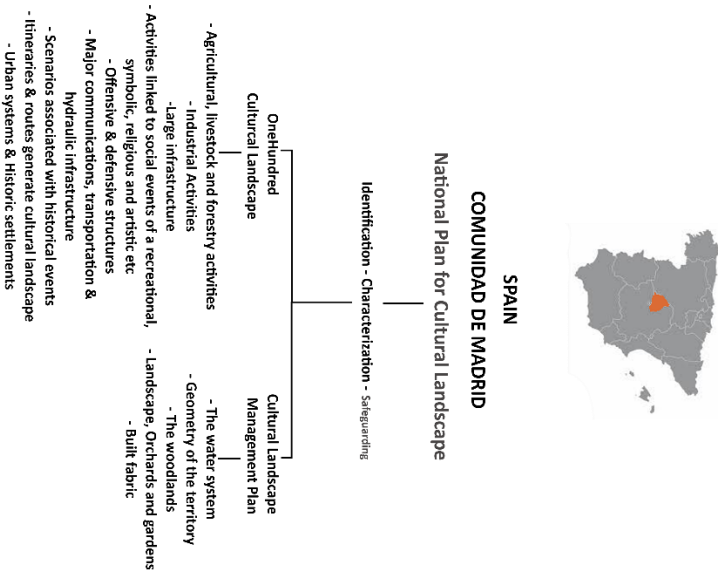 SPAIN
COMUNIDAD DE MADRID
National Plan for Cultural Landscape
Identification - Characterization - Safeguarding
OneHundred
Culturcal Landscape
- Agricultural, livestock and forestry activities
- Industrial Activities
-Large infrastructure
- Activities linked to social events of a recreational,
symbolic, religious and artistic etc
- Offensive & defensive structures
- Major communications, transportation &
hydraulic infrastructure
- Scenarios associated with historical events
- Itineraries & routes generate cultural landscape
- Urban systems & Historic settlements
Cultural Landscape
Management Plan
- The water system
- Geometry of the territory
- The woodlands
- Landscape, Orchards and gardens
- Built fabric